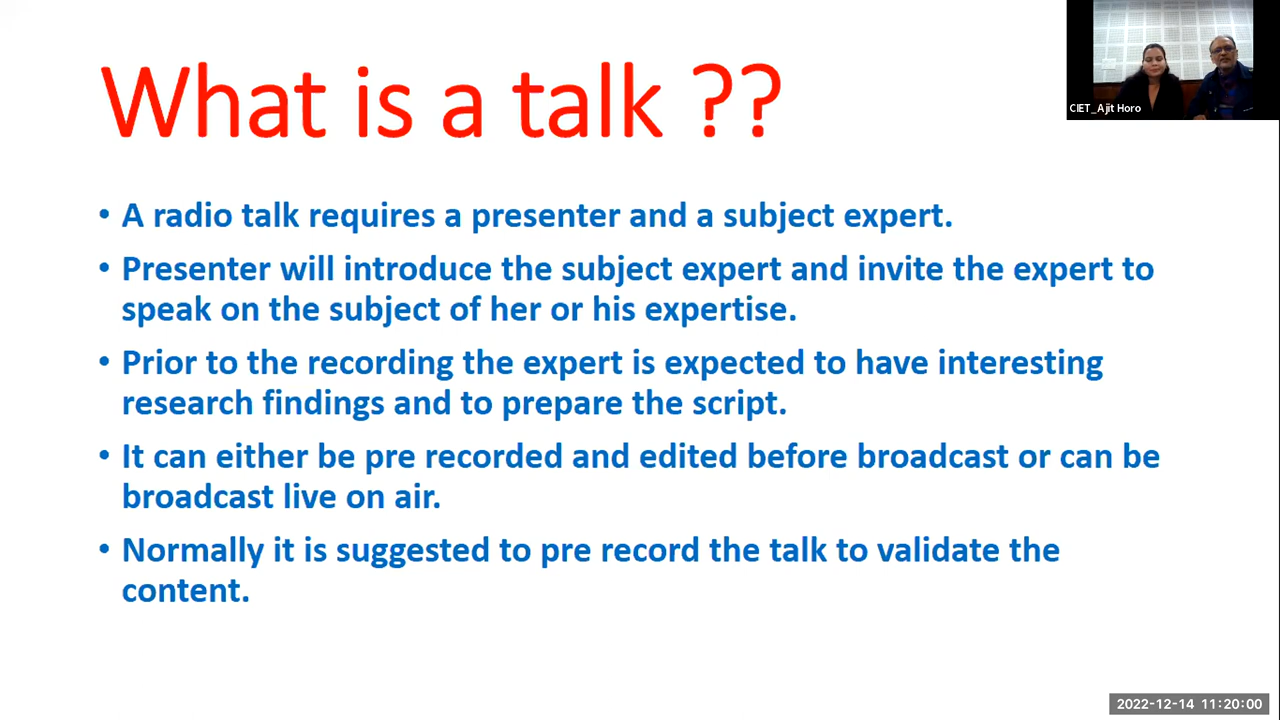 What is a talk ??
CIET_Ajit Horo
• A radio talk requires a presenter and a subject expert.
• Presenter will introduce the subject expert and invite the expert to
speak on the subject of her or his expertise.
• Prior to the recording the expert is expected to have interesting
research findings and to prepare the script.
• It can either be pre recorded and edited before broadcast or can be
broadcast live on air.
• Normally it is suggested to pre record the talk to validate the
content.
2022-12-14 11:20:00